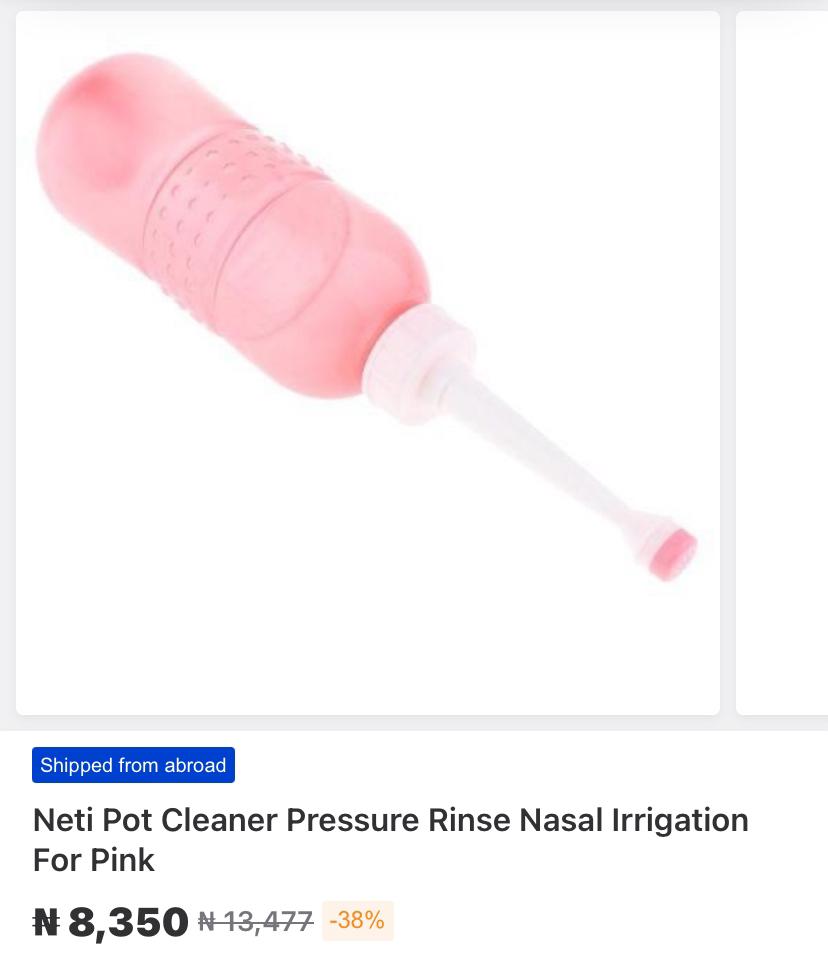 Shipped from abroad
Neti Pot Cleaner Pressure Rinse Nasal Irrigation
For Pink
₦ 8,350 ₦ 13,477 -38%